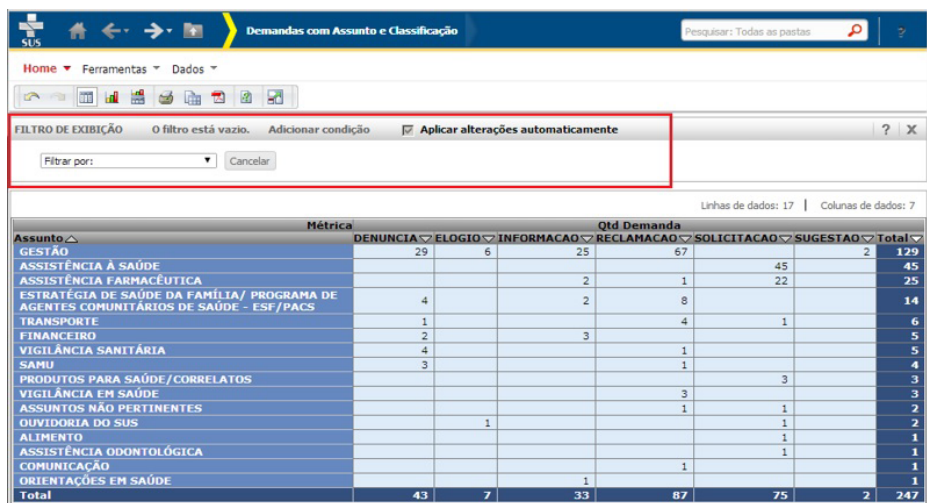 SUS
Demandas com Assunto e Classificação
Pesquisar: Todas as pastas
?
Home Ferramentas Dados
FILTRO DE EXIBIÇÃO O filtro está vazio. Adicionar condição Aplicar alterações automaticamente ? X
Filtrar por: Cancelar
Linhas de dados: 17 | Colunas de dados: 7
Métrica Qtd Demanda
Assunto DENUNCIA ELOGIO INFORMACAO RECLAMACAO SOLICITACAO SUGESTAO Total
GESTÃO 29 6 25 67 2 129
ASSISTÊNCIA À SAÚDE 45 45
ASSISTÊNCIA FARMACÊUTICA 2 1 22 25
ESTRATÉGIA DE SAÚDE DA FAMÍLIA/ PROGRAMA DE
AGENTES COMUNITÁRIOS DE SAÚDE - ESF/PACS 4 2 8 14
TRANSPORTE 1 4 1 6
FINANCEIRO 2 3 5
VIGILÂNCIA SANITÁRIA 4 1 5
SAMU 3 1 4
PRODUTOS PARA SAÚDE/CORRELATOS 3 3
VIGILÂNCIA EM SAÚDE 3 3
ASSUNTOS NÃO PERTINENTES 1 1 2
OUVIDORIA DO SUS 1 1 2
ALIMENTO 1 1
ASSISTÊNCIA ODONTOLÓGICA 1 1
COMUNICAÇÃO 1 1
ORIENTAÇÕES EM SAÚDE 1 1
Total 43 7 33 87 75 2 247